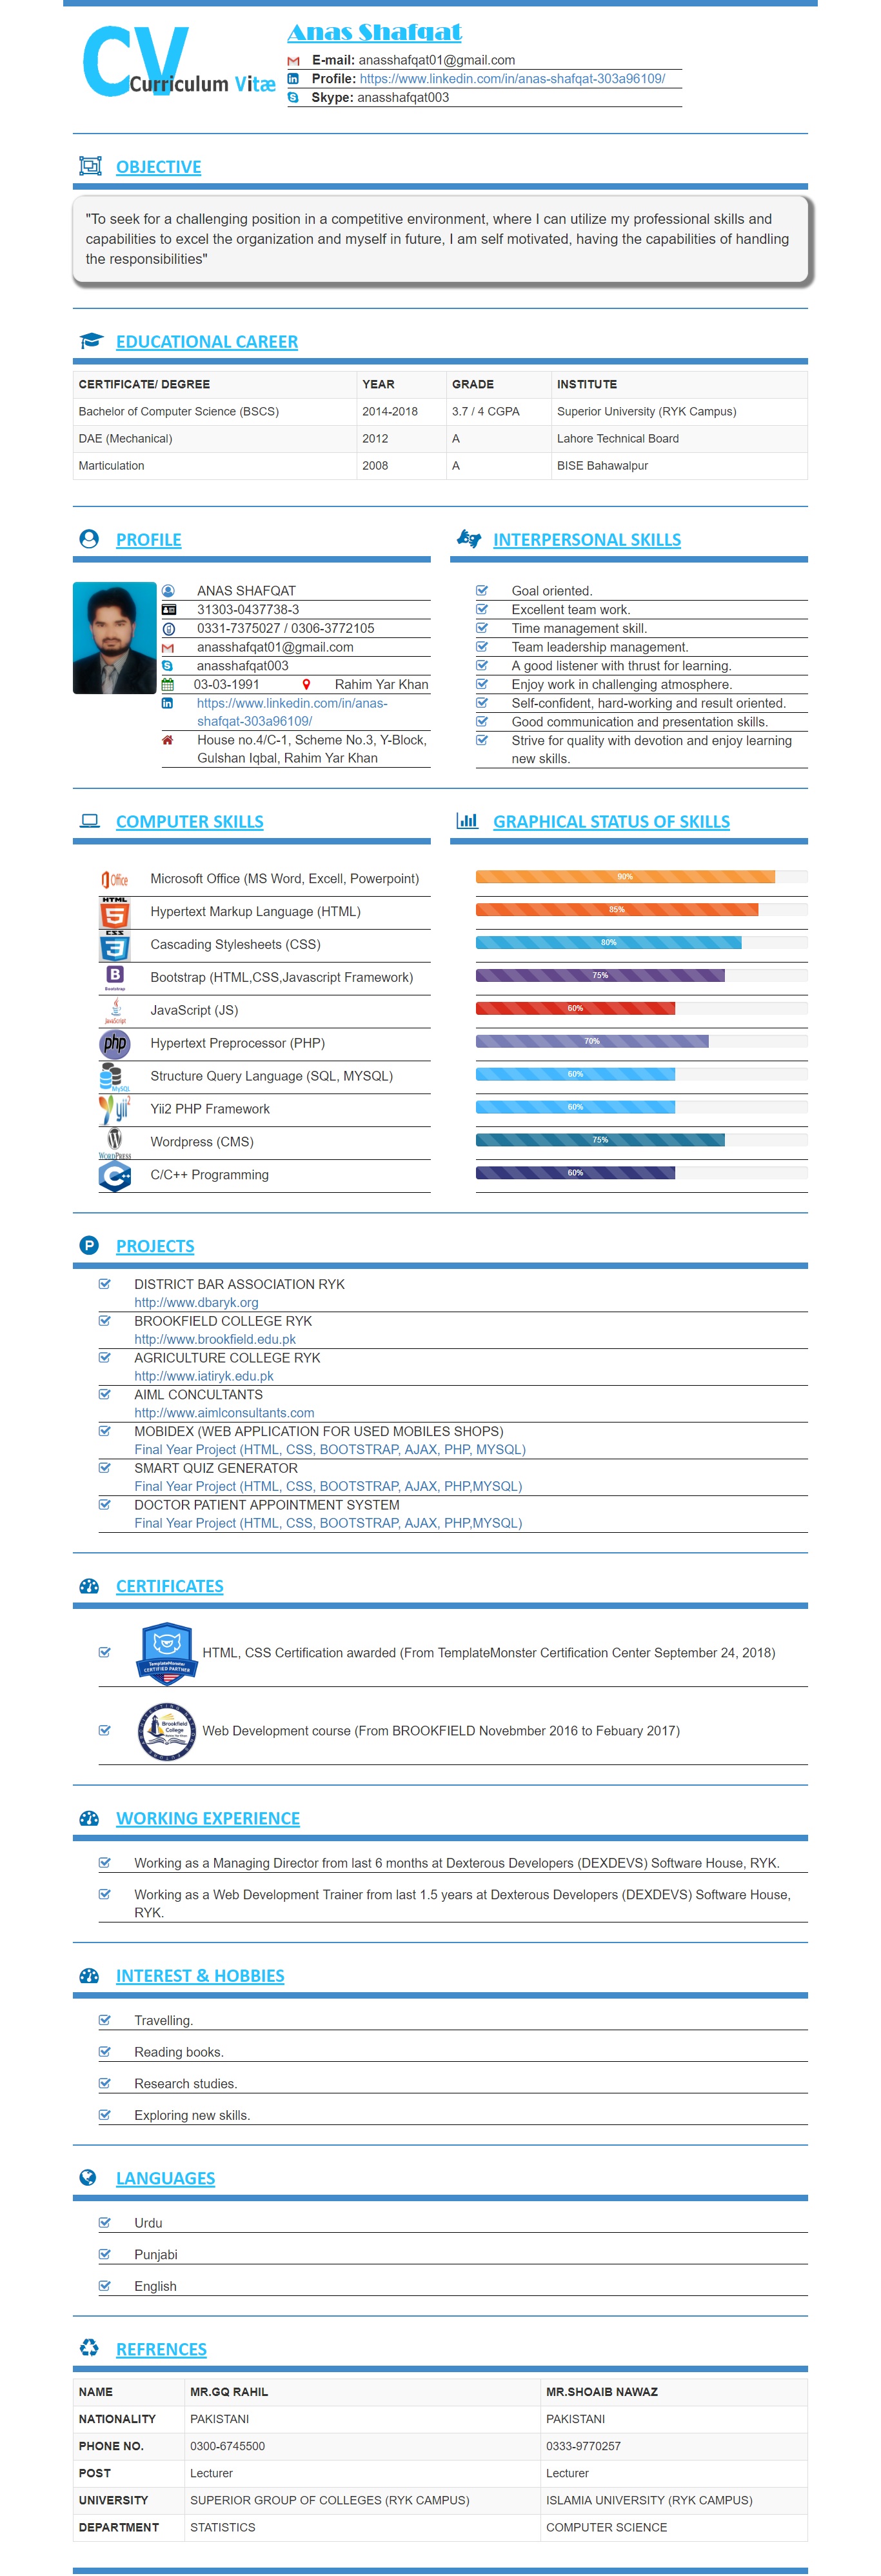 CV
Curriculum Vitæ
Anas Shafqat
E-mail: anasshafqat01@gmail.com
Profile: https://www.linkedin.com/in/anas-shafqat-303a96109/
Skype: anasshafqat003
OBJECTIVE
"To seek for a challenging position in a competitive environment, where I can utilize my professional skills and
capabilities to excel the organization and myself in future, I am self motivated, having the capabilities of handling
the responsibilities"
EDUCATIONAL CAREER
CERTIFICATE/ DEGREE YEAR GRADE INSTITUTE
Bachelor of Computer Science (BSCS) 2014-2018 3.7 / 4 CGPA Superior University (RYK Campus)
DAE (Mechanical) 2012 A Lahore Technical Board
Marticulation 2008 A BISE Bahawalpur
PROFILE
ANAS SHAFQAT
31303-0437738-3
0331-7375027 / 0306-3772105
anasshafqat01@gmail.com
anasshafqat003
03-03-1991 Rahim Yar Khan
https://www.linkedin.com/in/anas-
shafqat-303a96109/
House no.4/C-1, Scheme No.3, Y-Block,
Gulshan Iqbal, Rahim Yar Khan
INTERPERSONAL SKILLS
Goal oriented.
Excellent team work.
Time management skill.
Team leadership management.
A good listener with thrust for learning.
Enjoy work in challenging atmosphere.
Self-confident, hard-working and result oriented.
Good communication and presentation skills.
Strive for quality with devotion and enjoy learning
new skills.
COMPUTER SKILLS
Office Microsoft Office (MS Word, Excell, Powerpoint)
HTML 5 Hypertext Markup Language (HTML)
CSS 3 Cascading Stylesheets (CSS)
B Bootstrap Bootstrap (HTML,CSS,Javascript Framework)
JavaScript JavaScript (JS)
php Hypertext Preprocessor (PHP)
MySQL Structure Query Language (SQL, MYSQL)
yii2 Yii2 PHP Framework
W WORDPRESS Wordpress (CMS)
C++ C/C++ Programming
GRAPHICAL STATUS OF SKILLS
90%
85%
80%
75%
60%
70%
60%
60%
75%
60%
P PROJECTS
DISTRICT BAR ASSOCIATION RYK
http://www.dbaryk.org
BROOKFIELD COLLEGE RYK
http://www.brookfield.edu.pk
AGRICULTURE COLLEGE RYK
http://www.iatiryk.edu.pk
AIML CONCULTANTS
http://www.aimlconsultants.com
MOBIDEX (WEB APPLICATION FOR USED MOBILES SHOPS)
Final Year Project (HTML, CSS, BOOTSTRAP, AJAX, PHP, MYSQL)
SMART QUIZ GENERATOR
Final Year Project (HTML, CSS, BOOTSTRAP, AJAX, PHP,MYSQL)
DOCTOR PATIENT APPOINTMENT SYSTEM
Final Year Project (HTML, CSS, BOOTSTRAP, AJAX, PHP,MYSQL)
CERTIFICATES
TemplateMonster
CERTIFIED PARTNER
HTML, CSS Certification awarded (From TemplateMonster Certification Center September 24, 2018)
Brookfield
College
Web Development course (From BROOKFIELD Novebmber 2016 to Febuary 2017)
WORKING EXPERIENCE
Working as a Managing Director from last 6 months at Dexterous Developers (DEXDEVS) Software House, RYK.
Working as a Web Development Trainer from last 1.5 years at Dexterous Developers (DEXDEVS) Software House,
RYK.
INTEREST & HOBBIES
Travelling.
Reading books.
Research studies.
Exploring new skills.
LANGUAGES
Urdu
Punjabi
English
REFRENCES
NAME MR.GQ RAHIL MR.SHOAIB NAWAZ
NATIONALITY PAKISTANI PAKISTANI
PHONE NO. 0300-6745500 0333-9770257
POST Lecturer Lecturer
UNIVERSITY SUPERIOR GROUP OF COLLEGES (RYK CAMPUS) ISLAMIA UNIVERSITY (RYK CAMPUS)
DEPARTMENT STATISTICS COMPUTER SCIENCE